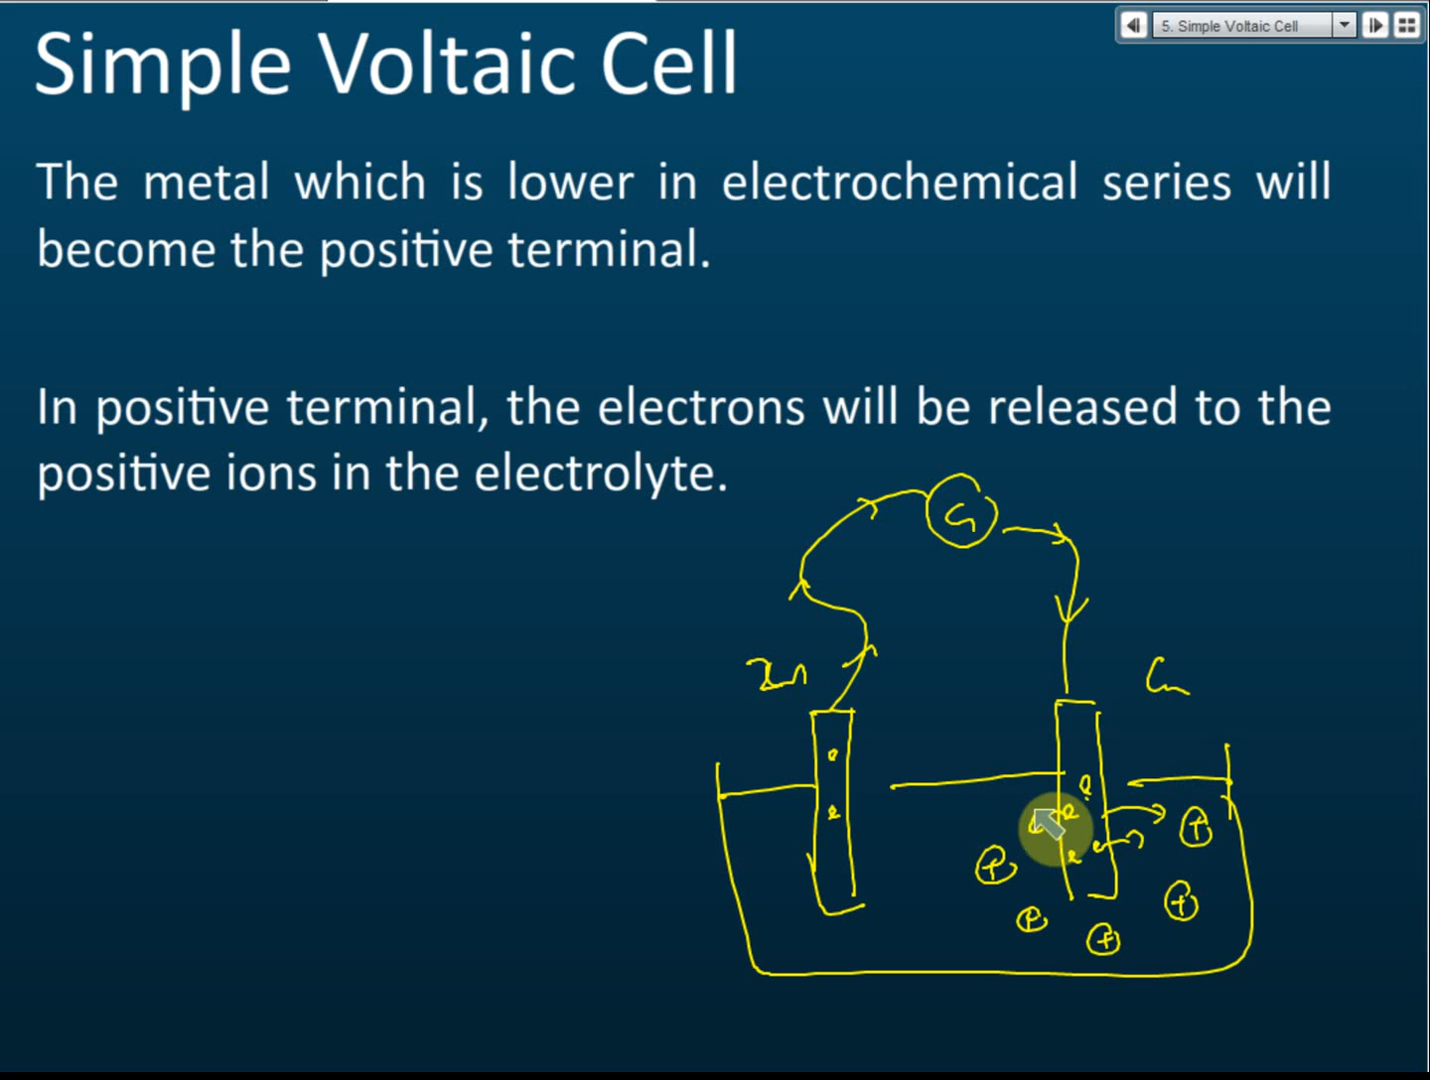 5. Simple Voltaic Cell
Simple Voltaic Cell
The metal which is lower in electrochemical series will
become the positive terminal.
In positive terminal, the electrons will be released to the
positive ions in the electrolyte.
G
Zn
Cu
e
e
e
e
e
e
+
+
+
+
+